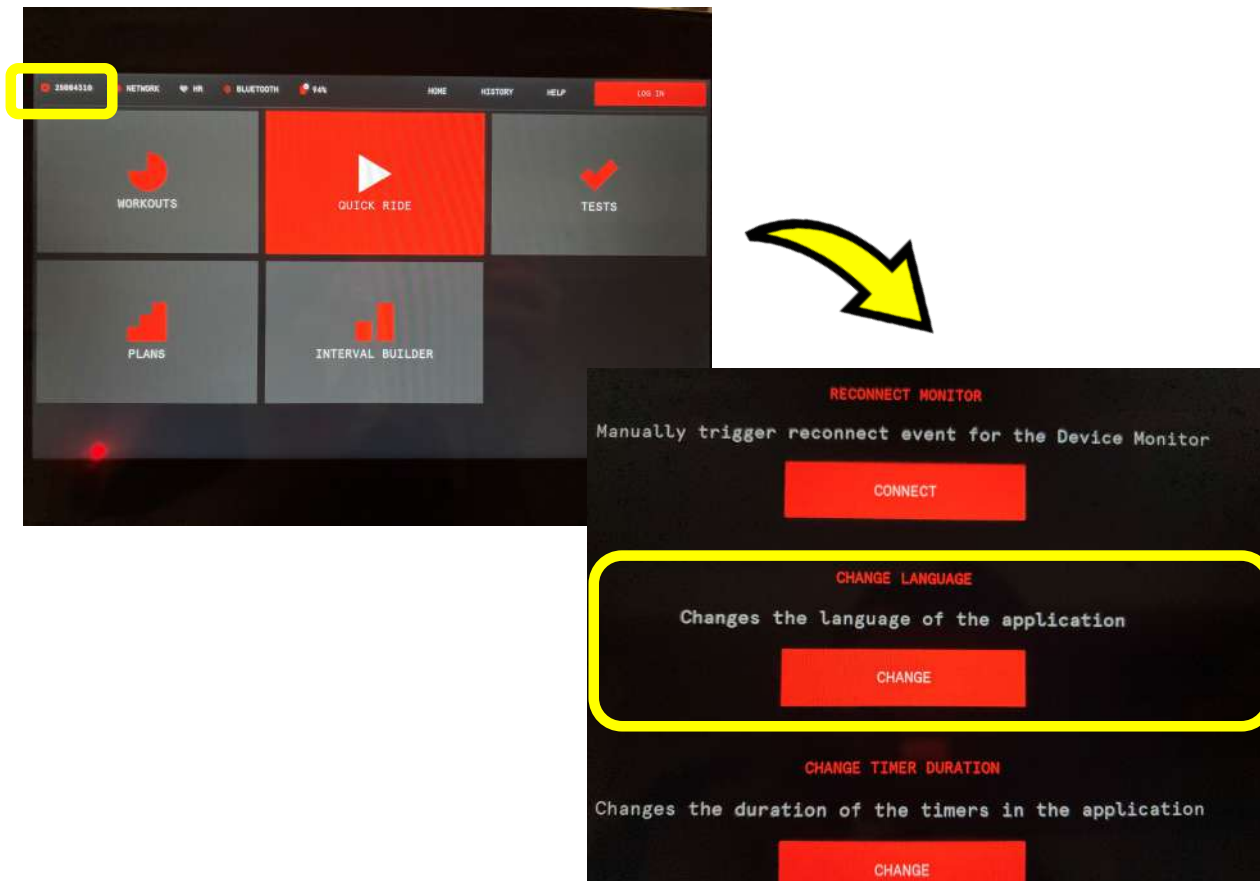 25004310 NETWORK HR BLUETOOTH 94% HOME HISTORY HELP LOG IN
WORKOUTS QUICK RIDE TESTS
PLANS INTERVAL BUILDER
RECONNECT MONITOR
Manually trigger reconnect event for the Device Monitor
CONNECT
CHANGE LANGUAGE
Changes the language of the application
CHANGE
CHANGE TIMER DURATION
Changes the duration of the timers in the application
CHANGE